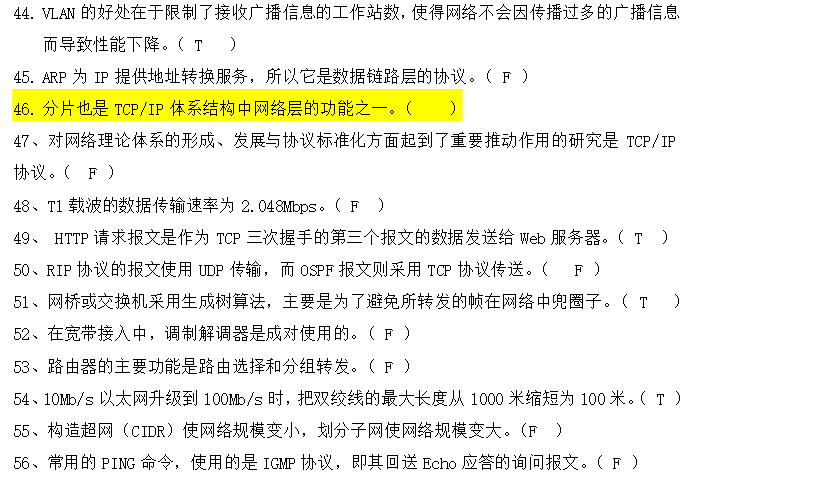 44. VLAN 的好处在于限制了接收广播信息的工作站数，使得网络不会因传播过多的广播信息
而导致性能下降。（ T ）
45. ARP 为 IP 提供地址转换服务，所以它是数据链路层的协议。（ F ）
46. 分片也是 TCP/IP 体系结构中网络层的功能之一。（ ）
47、对网络理论体系的形成、发展与协议标准化方面起到了重要推动作用的研究是 TCP/IP
协议。（ F ）
48、T1 载波的数据传输速率为 2.048Mbps。（ F ）
49、 HTTP 请求报文是作为 TCP 三次握手的第三个报文的数据发送给 Web 服务器。（ T ）
50、RIP 协议的报文使用 UDP 传输，而 OSPF 报文则采用 TCP 协议传送。（ F ）
51、网桥或交换机采用生成树算法，主要是为了避免所转发的帧在网络中兜圈子。（ T ）
52、在宽带接入中，调制解调器是成对使用的。（ F ）
53、路由器的主要功能是路由选择和分组转发。（ F ）
54、10Mb/s 以太网升级到 100Mb/s 时，把双绞线的最大长度从 1000 米缩短为 100 米。（ T ）
55、构造超网（CIDR）使网络规模变小，划分子网使网络规模变大。（F ）
56、常用的 PING 命令，使用的是 IGMP 协议，即其回送 Echo 应答的询问报文。（ F ）